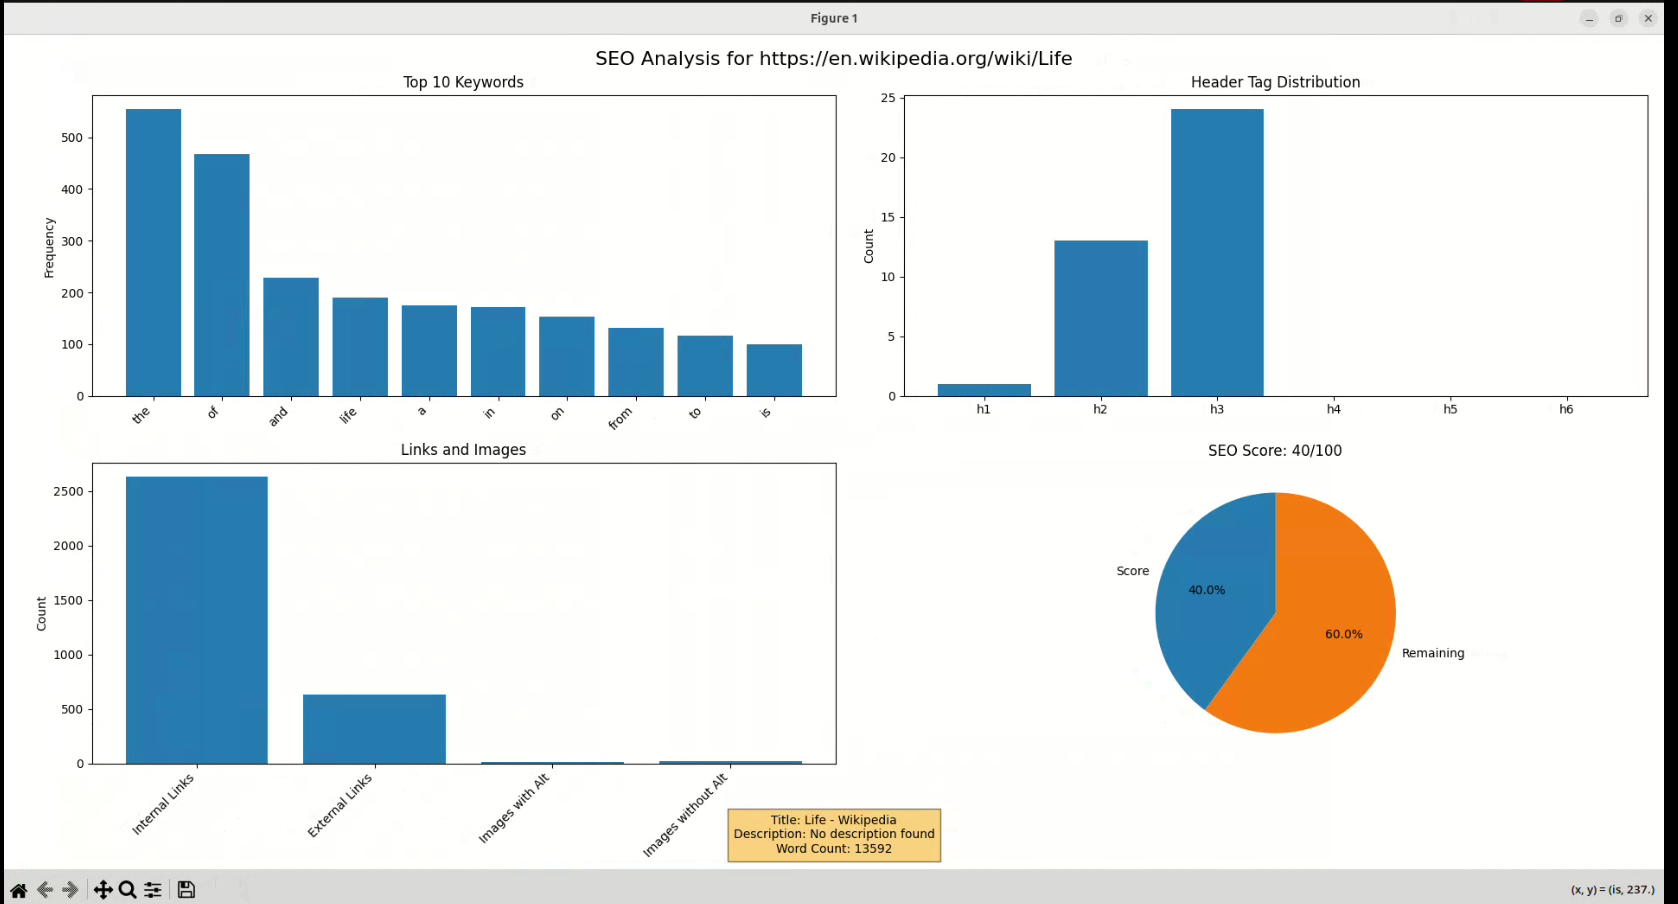 Figure 1
SEO Analysis for https://en.wikipedia.org/wiki/Life
Top 10 Keywords
Frequency
500
400
300
200
100
0
the
of
and
life
a
in
on
from
to
is
Header Tag Distribution
Count
25
20
15
10
5
0
h1
h2
h3
h4
h5
h6
Links and Images
Count
2500
2000
1500
1000
500
0
Internal Links
External Links
Images with Alt
Images without Alt
SEO Score: 40/100
Score
40.0%
60.0%
Remaining
Title: Life - Wikipedia
Description: No description found
Word Count: 13592
(x, y) = (is, 237.)